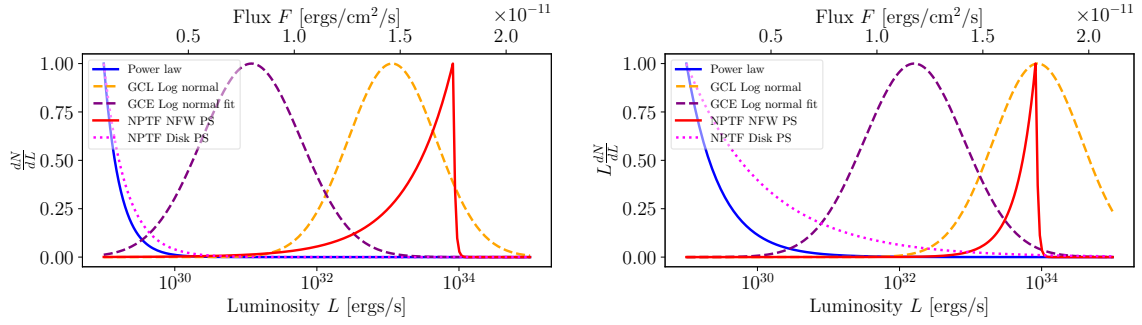 Flux F [ergs/cm²/s]
×10⁻¹¹
0.5 1.0 1.5 2.0
1.00
0.75
0.50
0.25
0.00
dN/dL
Power law
GCL Log normal
GCE Log normal fit
NPTF NFW PS
NPTF Disk PS
10³⁰ 10³² 10³⁴
Luminosity L [ergs/s]
Flux F [ergs/cm²/s]
×10⁻¹¹
0.5 1.0 1.5 2.0
1.00
0.75
0.50
0.25
0.00
L dN/dL
Power law
GCL Log normal
GCE Log normal fit
NPTF NFW PS
NPTF Disk PS
10³⁰ 10³² 10³⁴
Luminosity L [ergs/s]